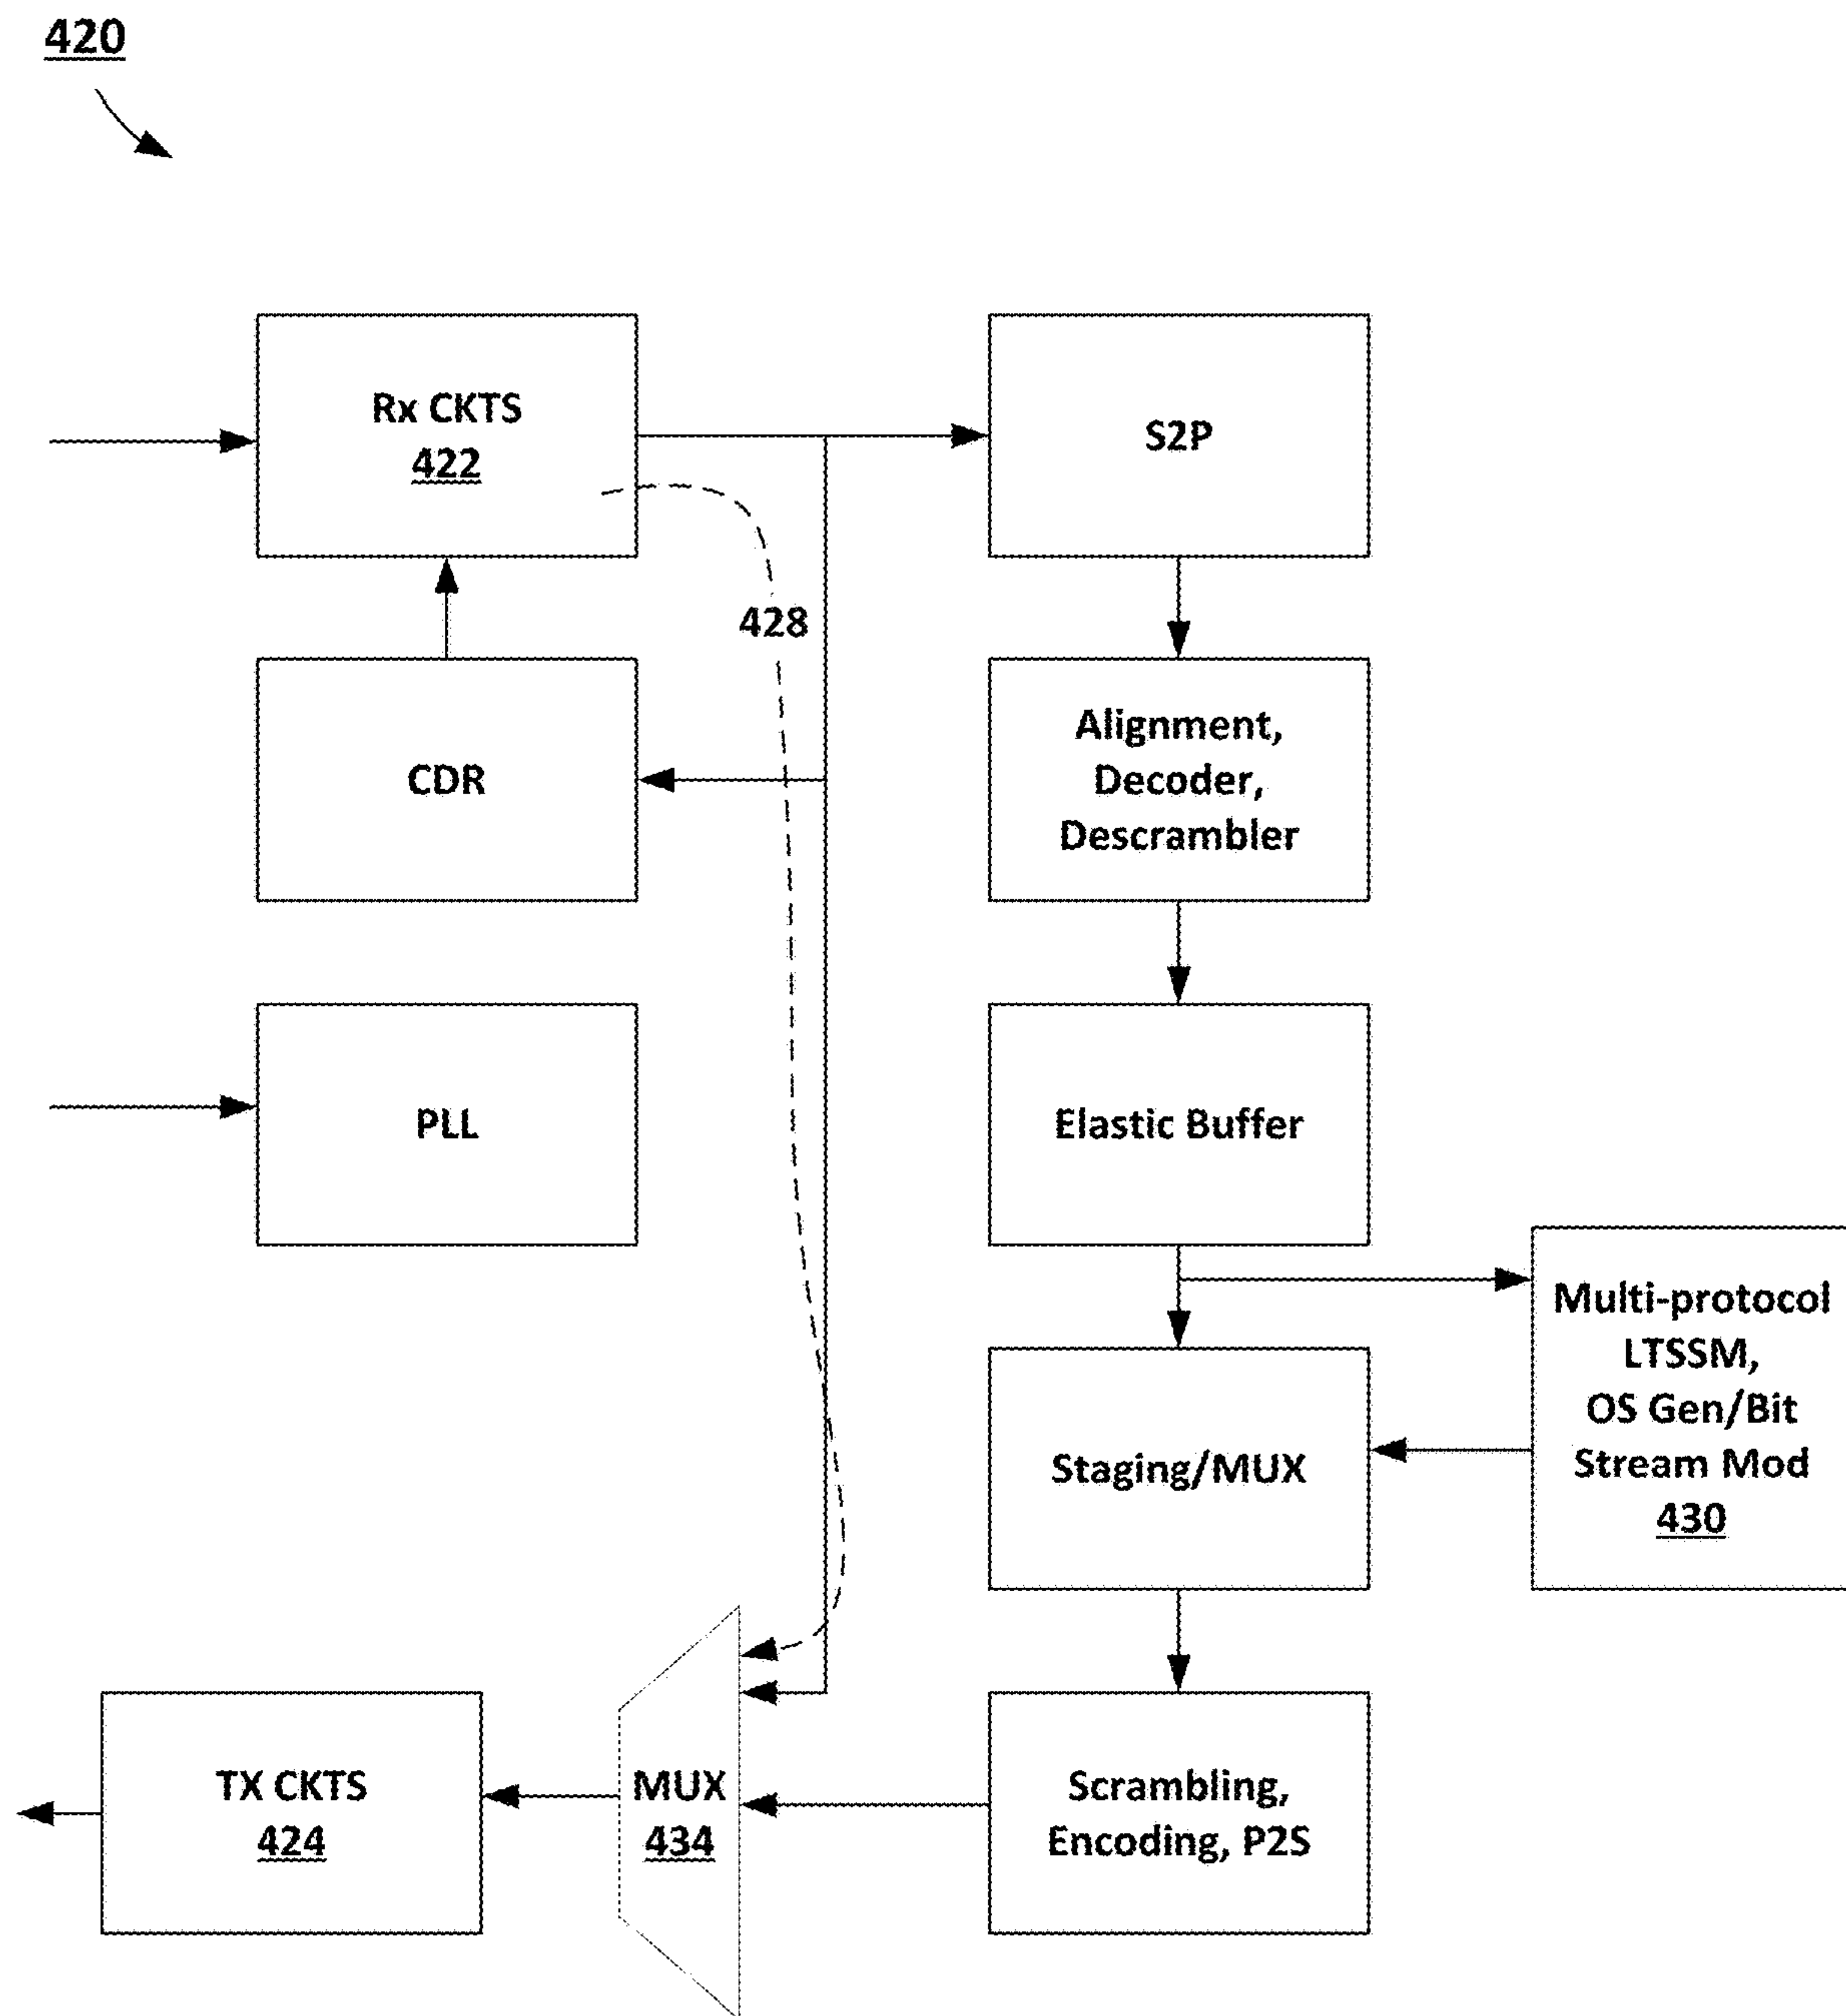 420
Rx CKTS
422
S2P
428
CDR
Alignment,
Decoder,
Descrambler
PLL
Elastic Buffer
Multi-protocol
LTSSM,
OS Gen/Bit
Stream Mod
430
Staging/MUX
TX CKTS
424
MUX
434
Scrambling,
Encoding, P2S